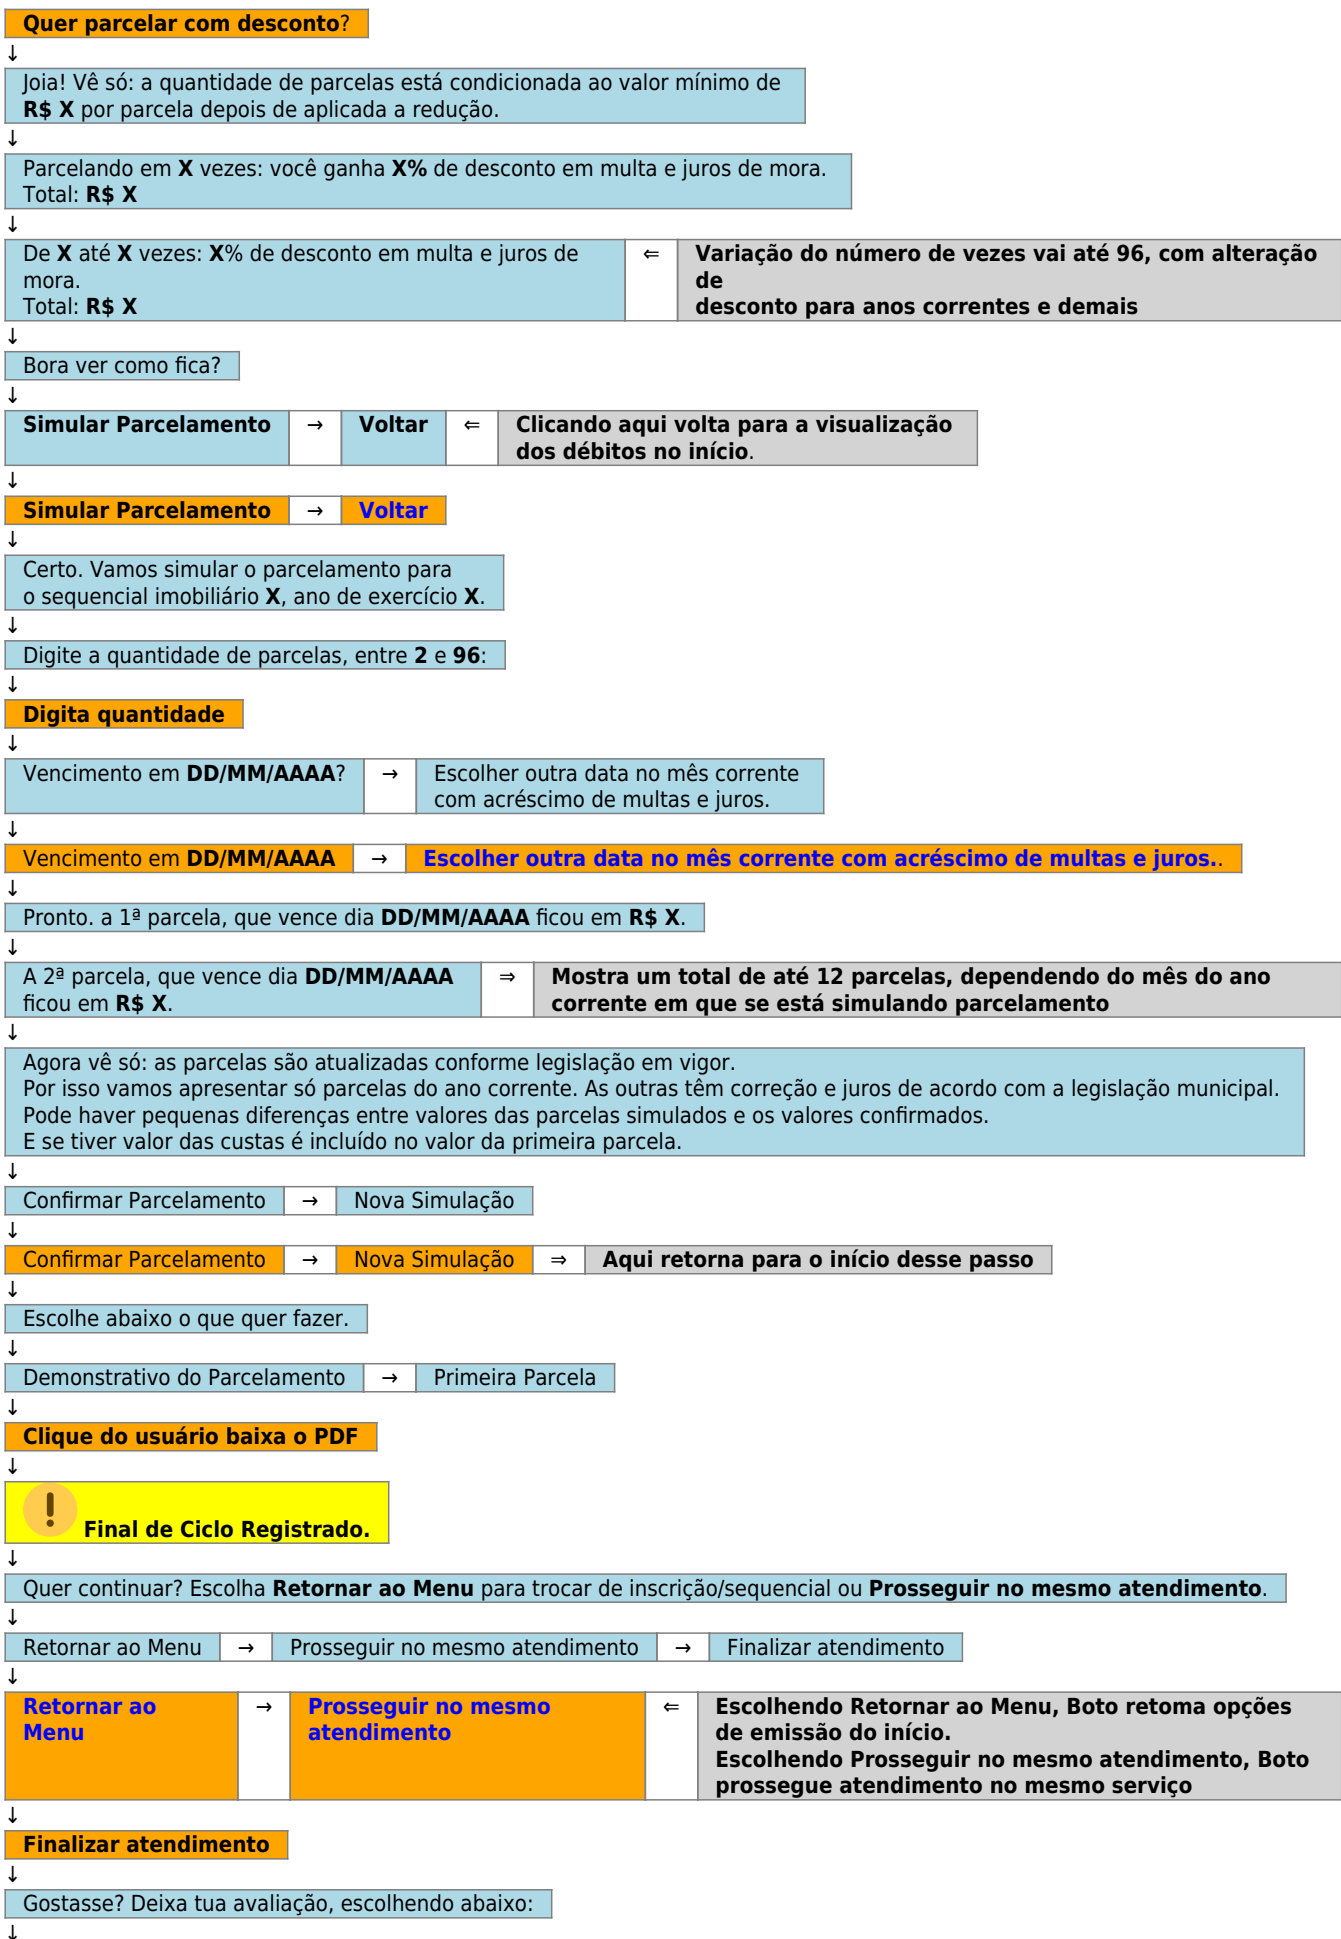 Quer parcelar com desconto?
↓
Joia! Vê só: a quantidade de parcelas está condicionada ao valor mínimo de
R$ X por parcela depois de aplicada a redução.
↓
Parcelando em X vezes: você ganha X% de desconto em multa e juros de mora.
Total: R$ X
↓
De X até X vezes: X% de desconto em multa e juros de
mora.
Total: R$ X
⇐
Variação do número de vezes vai até 96, com alteração
de
desconto para anos correntes e demais
↓
Bora ver como fica?
↓
Simular Parcelamento → Voltar ⇐ Clicando aqui volta para a visualização
dos débitos no início.
↓
Simular Parcelamento → Voltar
↓
Certo. Vamos simular o parcelamento para
o sequencial imobiliário X, ano de exercício X.
↓
Digite a quantidade de parcelas, entre 2 e 96:
↓
Digita quantidade
↓
Vencimento em DD/MM/AAAA? → Escolher outra data no mês corrente
com acréscimo de multas e juros.
↓
Vencimento em DD/MM/AAAA → Escolher outra data no mês corrente com acréscimo de multas e juros..
↓
Pronto. a 1ª parcela, que vence dia DD/MM/AAAA ficou em R$ X.
↓
A 2ª parcela, que vence dia DD/MM/AAAA
ficou em R$ X.
⇒
Mostra um total de até 12 parcelas, dependendo do mês do ano
corrente em que se está simulando parcelamento
↓
Agora vê só: as parcelas são atualizadas conforme legislação em vigor.
Por isso vamos apresentar só parcelas do ano corrente. As outras têm correção e juros de acordo com a legislação municipal.
Pode haver pequenas diferenças entre valores das parcelas simulados e os valores confirmados.
E se tiver valor das custas é incluído no valor da primeira parcela.
↓
Confirmar Parcelamento → Nova Simulação
↓
Confirmar Parcelamento → Nova Simulação ⇒ Aqui retorna para o início desse passo
↓
Escolhe abaixo o que quer fazer.
↓
Demonstrativo do Parcelamento → Primeira Parcela
↓
Clique do usuário baixa o PDF
↓
! Final de Ciclo Registrado.
↓
Quer continuar? Escolha Retornar ao Menu para trocar de inscrição/sequencial ou Prosseguir no mesmo atendimento.
↓
Retornar ao Menu → Prosseguir no mesmo atendimento → Finalizar atendimento
↓
Retornar ao
Menu
→
Prosseguir no mesmo
atendimento
⇐
Escolhendo Retornar ao Menu, Boto retoma opções
de emissão do início.
Escolhendo Prosseguir no mesmo atendimento, Boto
prossegue atendimento no mesmo serviço
↓
Finalizar atendimento
↓
Gostasse? Deixa tua avaliação, escolhendo abaixo:
↓